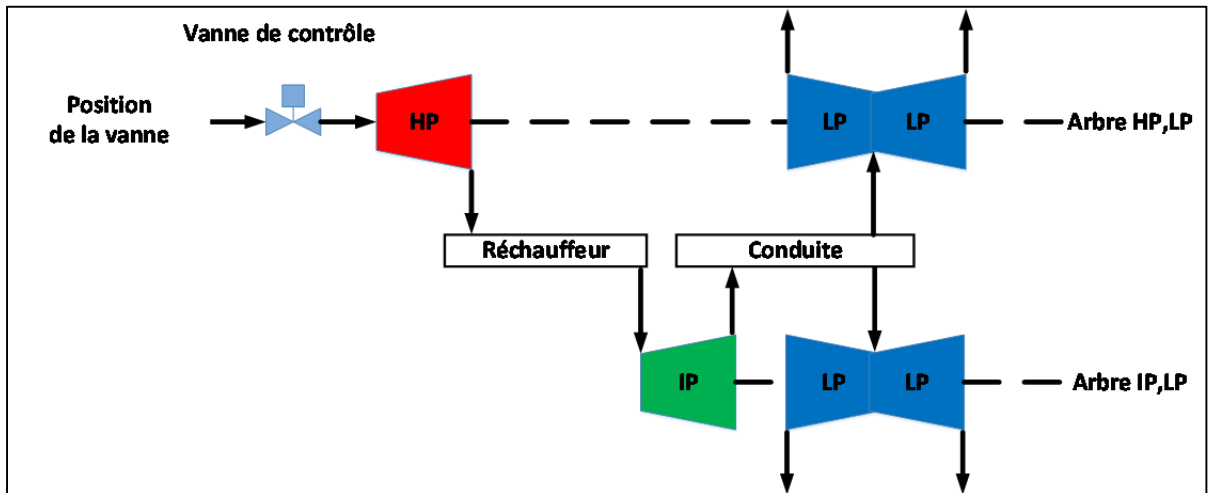 Vanne de contrôle
Position
de la vanne
HP
LP
LP
Arbre HP,LP
Réchauffeur
Conduite
IP
LP
LP
Arbre IP,LP